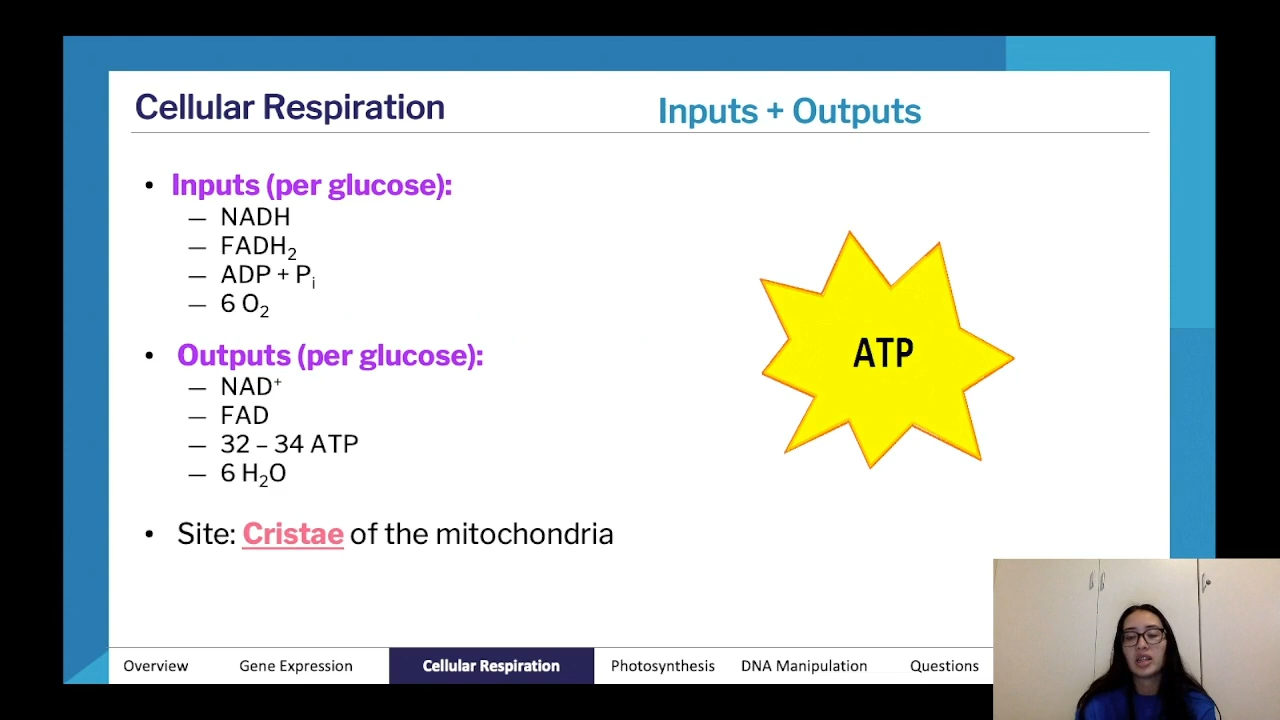 Cellular Respiration
Inputs + Outputs
• Inputs (per glucose):
— NADH
— FADH₂
— ADP + Pᵢ
— 6 O₂
• Outputs (per glucose):
— NAD⁺
— FAD
— 32 – 34 ATP
— 6 H₂O
• Site: Cristae of the mitochondria
ATP
Overview Gene Expression Cellular Respiration Photosynthesis DNA Manipulation Questions